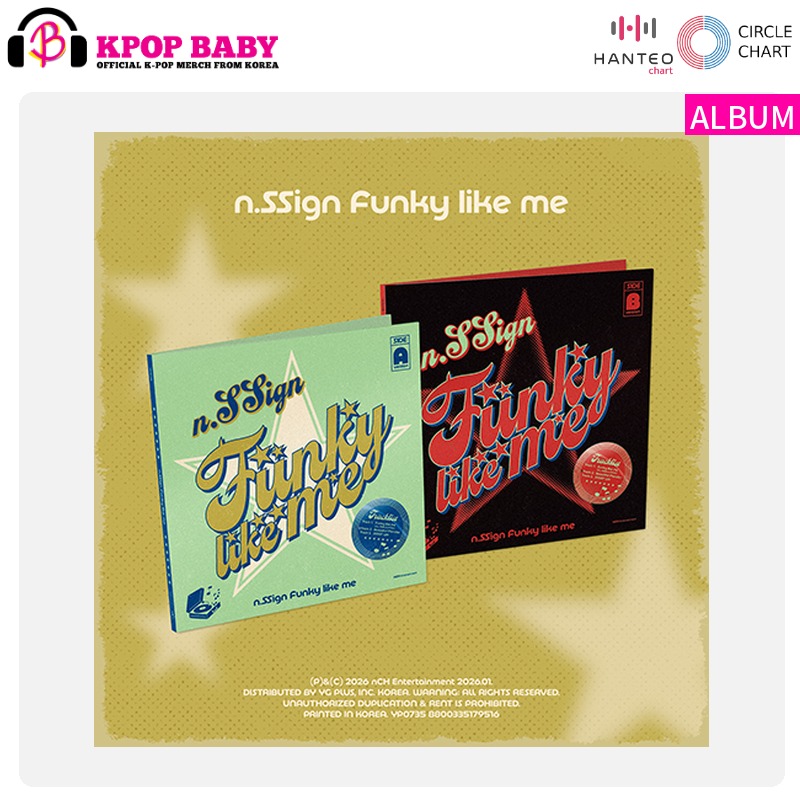 KPOP BABY
OFFICIAL K-POP MERCH FROM KOREA
HANTEO
chart
CIRCLE
CHART
ALBUM
n.SSign Funky like me
SIDE
A
n.SSign
Funky
like me
Tracklist
n.SSign Funky like me
SIDE
B
n.SSign
Funky
like me
Tracklist
n.SSign Funky like me
(P)&(C) 2026 nCH Entertainment 2026.01.
DISTRIBUTED BY YG PLUS, INC. KOREA. WARNING: ALL RIGHTS RESERVED.
UNAUTHORIZED DUPLICATION & RENT IS PROHIBITED.
PRINTED IN KOREA. YP0735 8800335179516